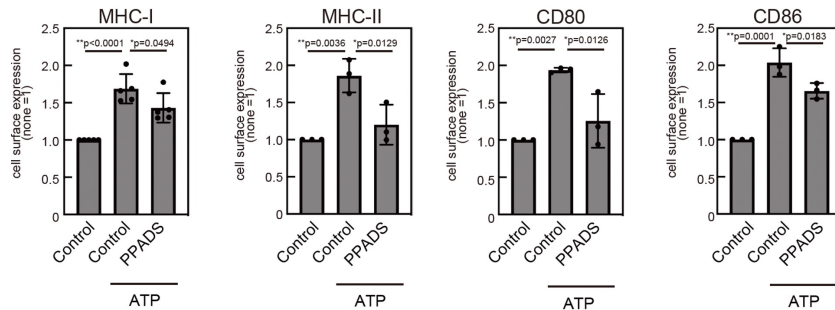 MHC-I
**p<0.0001 *p=0.0494
cell surface expression
(none =1)
2.5
2.0
1.5
1.0
0.5
0
Control
Control
PPADS
ATP
MHC-II
**p=0.0036 *p=0.0129
cell surface expression
(none =1)
2.5
2.0
1.5
1.0
0.5
0
Control
Control
PPADS
ATP
CD80
**p=0.0027 *p=0.0126
cell surface expression
(none =1)
2.5
2.0
1.5
1.0
0.5
0
Control
Control
PPADS
ATP
CD86
**p=0.0001 *p=0.0183
cell surface expression
(none =1)
2.5
2.0
1.5
1.0
0.5
0
Control
Control
PPADS
ATP